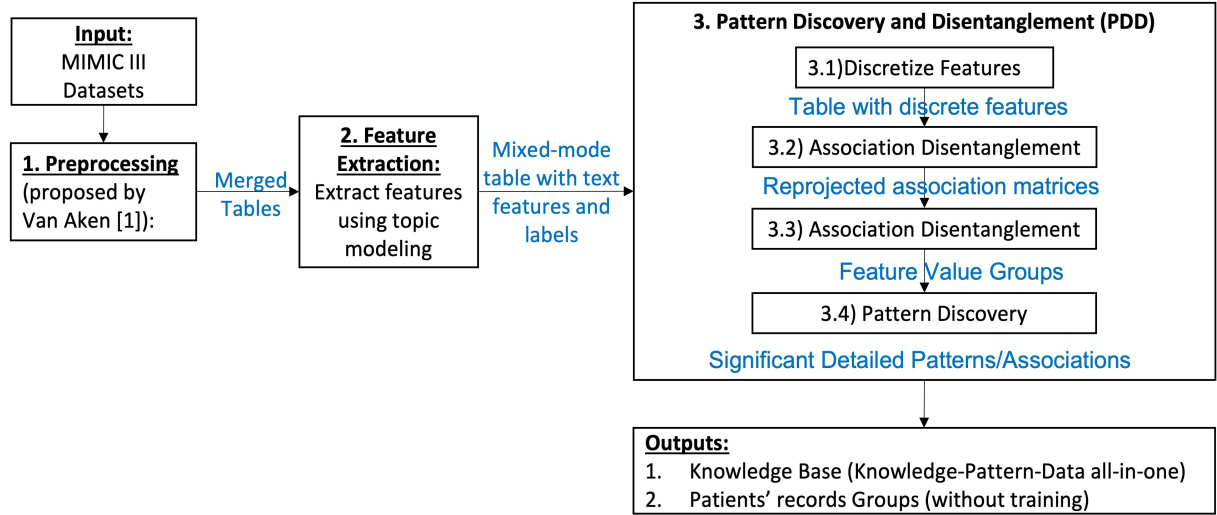 Input:
MIMIC III
Datasets
1. Preprocessing
(proposed by
Van Aken [1]):
Merged
Tables
2. Feature
Extraction:
Extract features
using topic
modeling
Mixed-mode
table with text
features and
labels
3. Pattern Discovery and Disentanglement (PDD)
3.1)Discretize Features
Table with discrete features
3.2) Association Disentanglement
Reprojected association matrices
3.3) Association Disentanglement
Feature Value Groups
3.4) Pattern Discovery
Significant Detailed Patterns/Associations
Outputs:
1. Knowledge Base (Knowledge-Pattern-Data all-in-one)
2. Patients’ records Groups (without training)